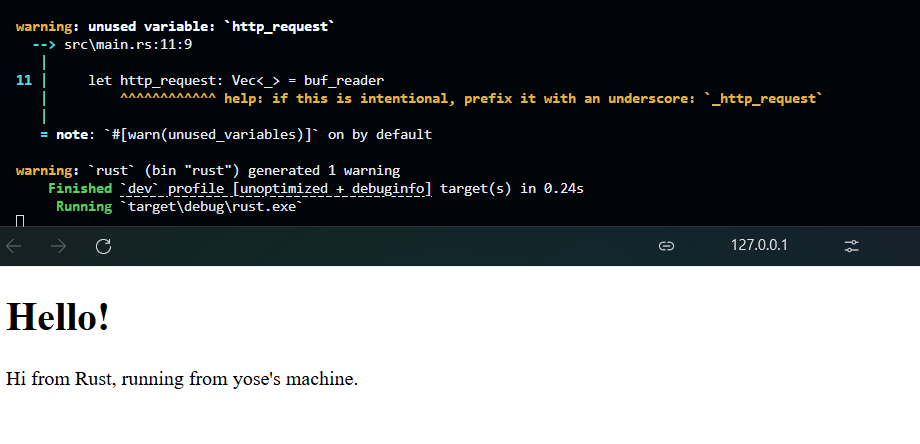 warning: unused variable: `http_request`
--> src\main.rs:11:9
|
11 |     let http_request: Vec<_> = buf_reader
|         ^^^^^^^^^^^^ help: if this is intentional, prefix it with an underscore: `_http_request`
|
= note: `#[warn(unused_variables)]` on by default
warning: `rust` (bin "rust") generated 1 warning
Finished `dev` profile [unoptimized + debuginfo] target(s) in 0.24s
Running `target\debug\rust.exe`
127.0.0.1
Hello!
Hi from Rust, running from yose's machine.